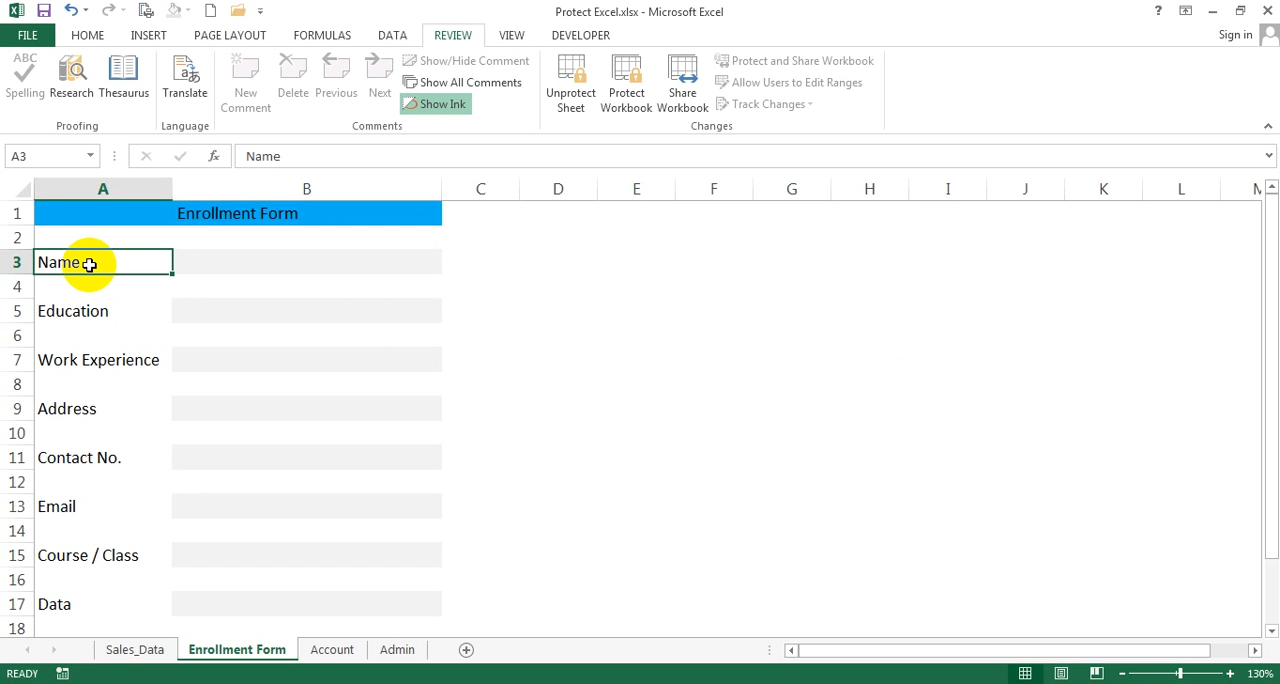 Protect Excel.xlsx - Microsoft Excel
?
FILE HOME INSERT PAGE LAYOUT FORMULAS DATA REVIEW VIEW DEVELOPER Sign in
ABC
Spelling Research Thesaurus Translate New Comment Delete Previous Next Show/Hide Comment
Show All Comments
Show Ink
Unprotect Sheet Protect Workbook Share Workbook Protect and Share Workbook
Allow Users to Edit Ranges
Track Changes
Proofing Language Comments Changes
A3 fx Name
A B C D E F G H I J K L M
1 Enrollment Form
2
3 Name
4
5 Education
6
7 Work Experience
8
9 Address
10
11 Contact No.
12
13 Email
14
15 Course / Class
16
17 Data
18
Sales_Data Enrollment Form Account Admin
READY 130%